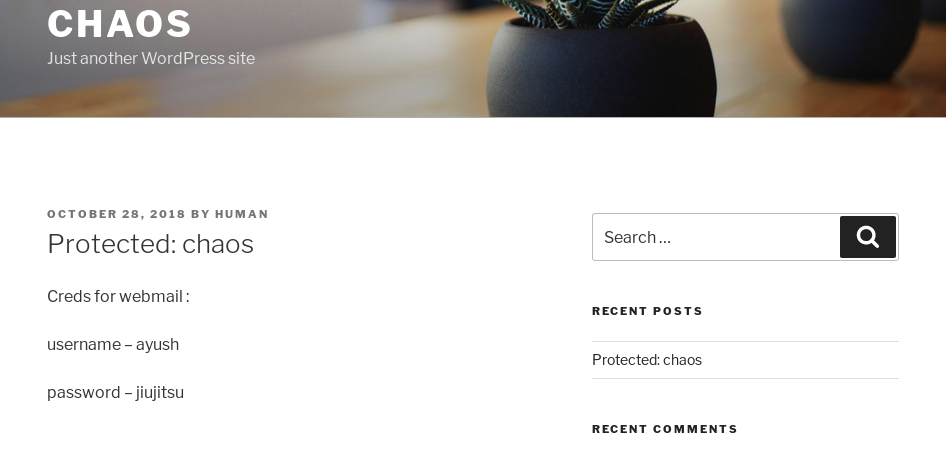 CHAOS
Just another WordPress site
OCTOBER 28, 2018 BY HUMAN
Protected: chaos
Creds for webmail :
username – ayush
password – jiujitsu
Search …
RECENT POSTS
Protected: chaos
RECENT COMMENTS